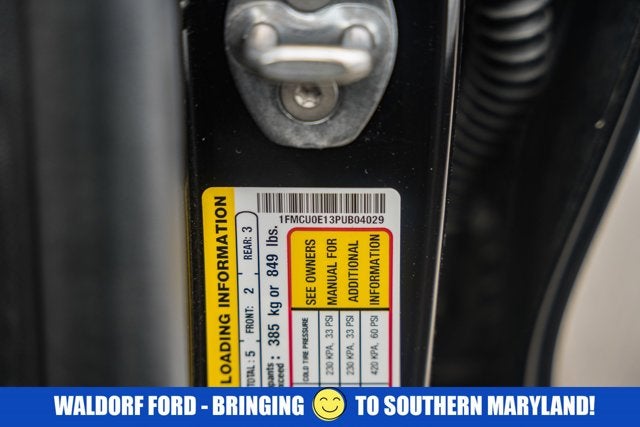 1FMCU0E13PUB04029
LOADING INFORMATION
TOTAL: 5 FRONT: 2 REAR: 3
385 kg or 849 lbs.
SEE OWNERS
MANUAL FOR
ADDITIONAL
INFORMATION
COLD TIRE PRESSURE
230 KPA, 33 PSI
230 KPA, 33 PSI
420 KPA, 60 PSI
WALDORF FORD - BRINGING TO SOUTHERN MARYLAND!